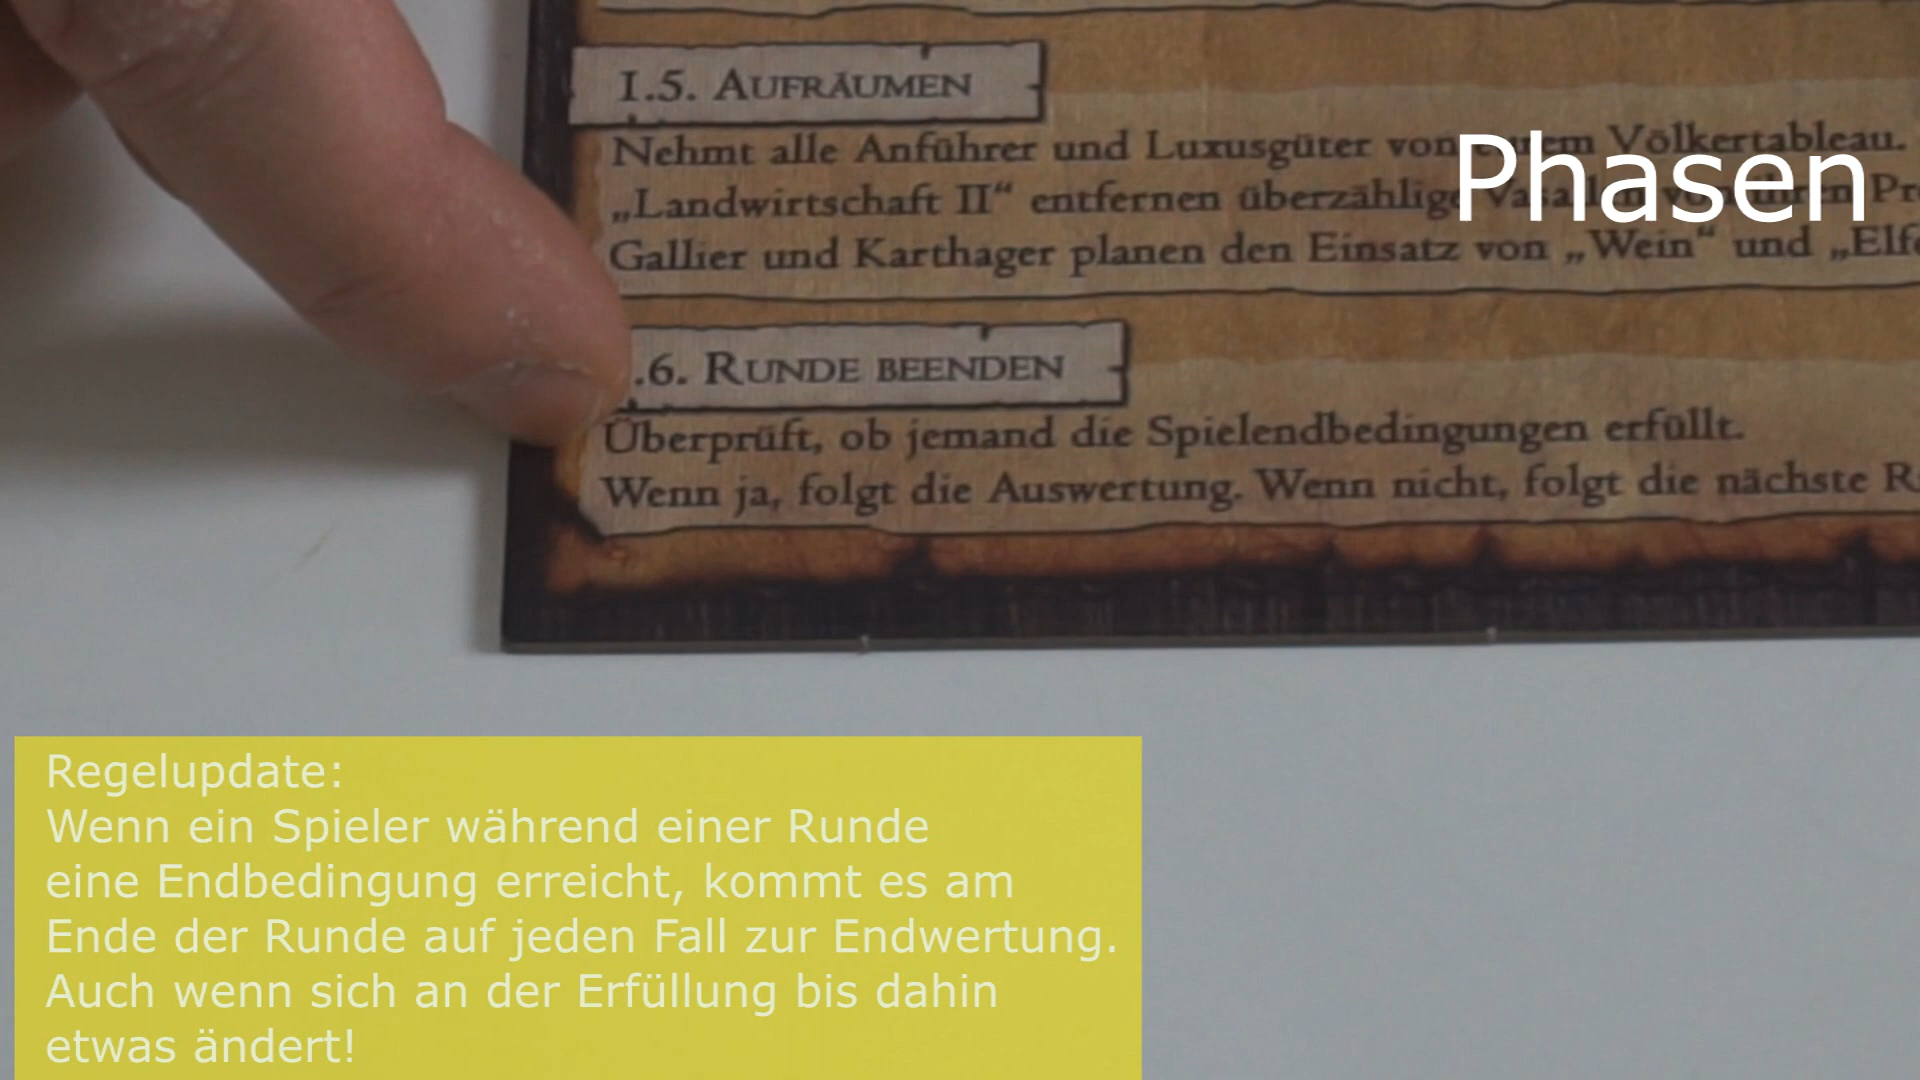 I.5. AUFRÄUMEN
Nehmt alle Anführer und Luxusgüter von Völkertableau.
„Landwirtschaft II“ entfernen überzählige
Gallier und Karthager planen den Einsatz von „Wein“ und
Phasen
.6. RUNDE BEENDEN
Überprüft, ob jemand die Spielendbedingungen erfüllt.
Wenn ja, folgt die Auswertung. Wenn nicht, folgt die nächste
Regelupdate:
Wenn ein Spieler während einer Runde
eine Endbedingung erreicht, kommt es am
Ende der Runde auf jeden Fall zur Endwertung.
Auch wenn sich an der Erfüllung bis dahin
etwas ändert!